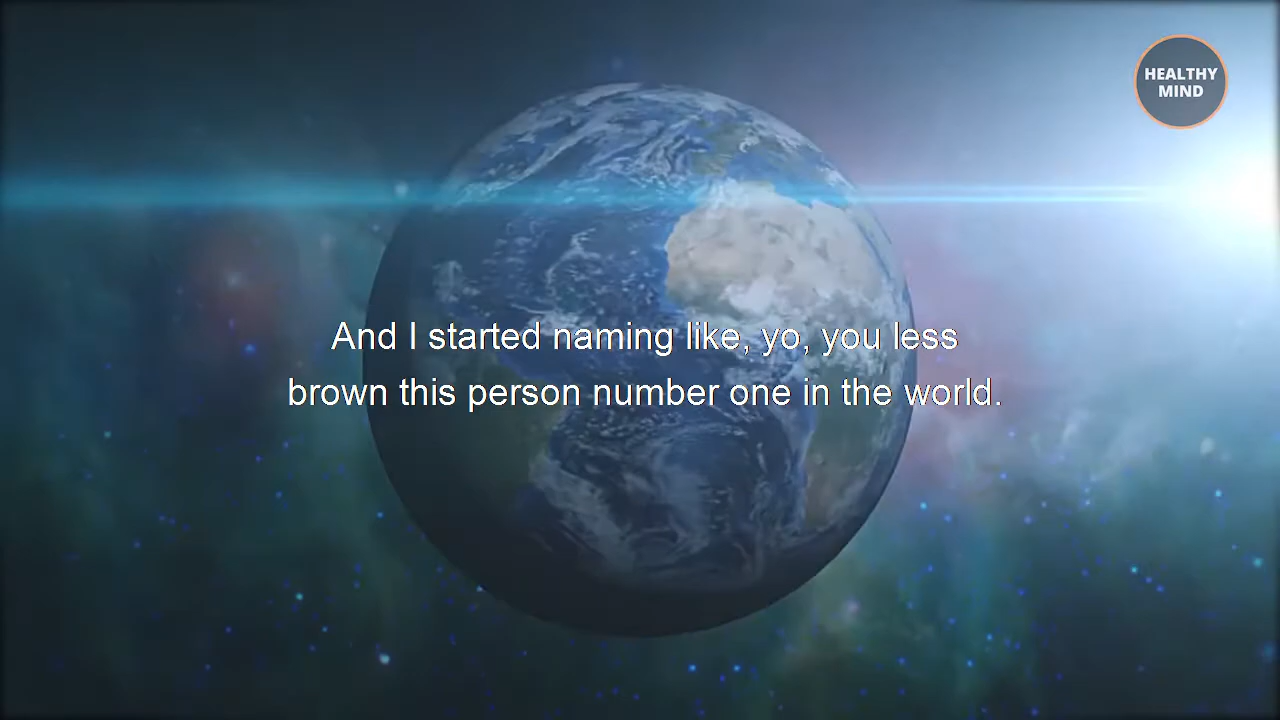 HEALTHY
MIND
And I started naming like, yo, you less
brown this person number one in the world.